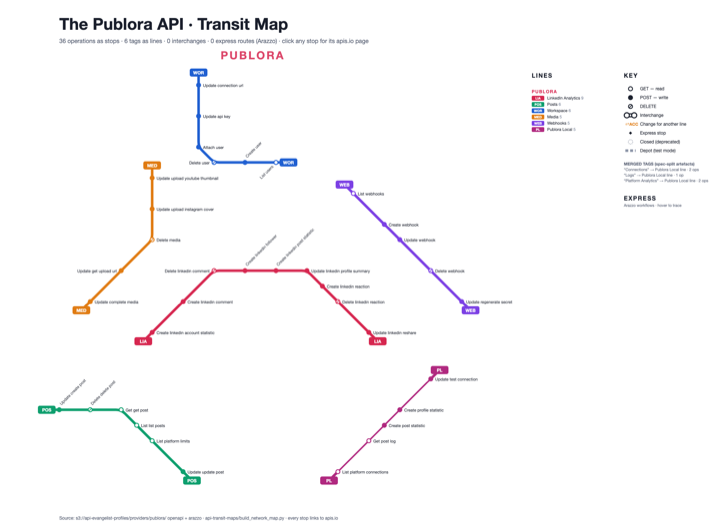 The Publora API · Transit Map
36 operations as stops · 6 tags as lines · 0 interchanges · 0 express routes (Arazzo) · click any stop for its apis.io page
PUBLORA
WOR
Update connection url
Update api key
Attach user
Delete user
Create user
List users
WOR
MED
Update upload youtube thumbnail
Update upload instagram cover
Delete media
Update get upload url
Update complete media
MED
WEB
List webhooks
Create webhook
Update webhook
Delete webhook
Update regenerate secret
WEB
Delete linkedin comment
Create linkedin follower
Create linkedin post statistic
Update linkedin profile summary
Create linkedin reaction
Create linkedin comment
Delete linkedin reaction
Create linkedin account statistic
Update linkedin reshare
LIA
LIA
POS
Update create post
Delete delete post
Get get post
List list posts
List platform limits
Update update post
POS
PL
Update test connection
Create profile statistic
Create post statistic
Get post log
List platform connections
PL
LINES
PUBLORA
LIA LinkedIn Analytics
POS Posts
WOR Workspace
MED Media
WEB Webhooks
PL Publora Local
KEY
GET — read
POST — write
DELETE
Interchange
Change for another line
Express stop
Closed (deprecated)
Depot (test mode)
MERGED TAGS (open-split artefacts)
"Connections" → Publora Local line · 2 ops
"Logs" → Publora Local line · 1 op
"Platform Analytics" → Publora Local line · 2 ops
EXPRESS
Arazzo workflows · hover to trace
Source: s3://api-evangelist-profiles/providers/publora/ openapi + arazzo · api-transit-maps/build_network_map.py · every stop links to apis.io